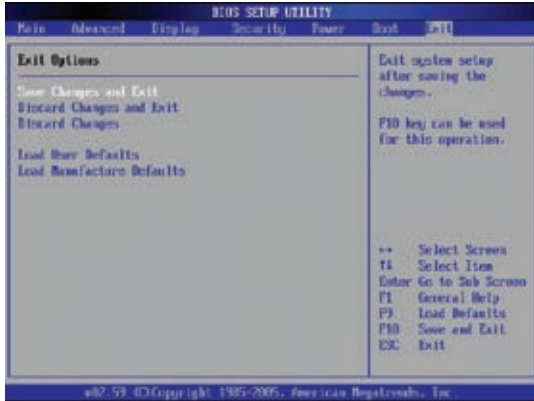 BIOS SETUP UTILITY
Main Advanced Display Security Power Boot Exit
Exit Options
Save Changes and Exit
Discard Changes and Exit
Discard Changes
Load User Defaults
Load Manufacture Defaults
Exit system setup
after saving the
changes.
F10 key can be used
for this operation.
↔ Select Screen
↑↓ Select Item
Enter Go to Sub Screen
F1 General Help
F9 Load Defaults
F10 Save and Exit
ESC Exit
v02.59 (C)Copyright 1985-2005, American Megatrends, Inc.